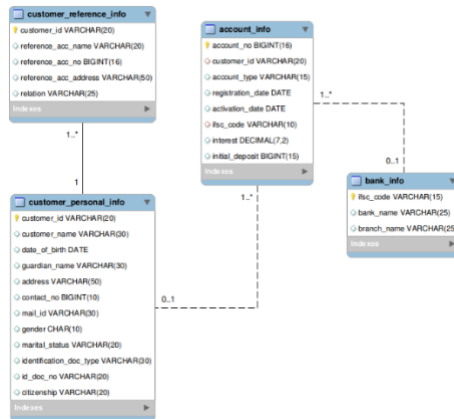 customer_reference_info
customer_id VARCHAR(20)
reference_acc_name VARCHAR(20)
reference_acc_no BIGINT(16)
reference_acc_address VARCHAR(50)
relation VARCHAR(25)
Indexes
1..*
1
customer_personal_info
customer_id VARCHAR(20)
customer_name VARCHAR(30)
date_of_birth DATE
guardian_name VARCHAR(30)
address VARCHAR(50)
contact_no BIGINT(10)
mail_id VARCHAR(30)
gender CHAR(10)
marital_status VARCHAR(20)
identification_doc_type VARCHAR(30)
id_doc_no VARCHAR(20)
citizenship VARCHAR(20)
Indexes
account_info
account_no BIGINT(16)
customer_id VARCHAR(20)
account_type VARCHAR(15)
registration_date DATE
activation_date DATE
ifsc_code VARCHAR(10)
interest DECIMAL(7,2)
initial_deposit BIGINT(15)
Indexes
1..*
0..1
1..*
0..1
bank_info
ifsc_code VARCHAR(15)
bank_name VARCHAR(25)
branch_name VARCHAR(25)
Indexes